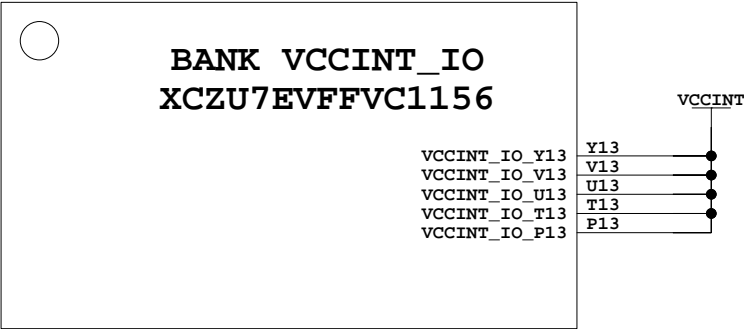 BANK VCCINT_IO
XCZU7EVFFVC1156
VCCINT
VCCINT_IO_Y13 Y13
VCCINT_IO_V13 V13
VCCINT_IO_U13 U13
VCCINT_IO_T13 T13
VCCINT_IO_P13 P13